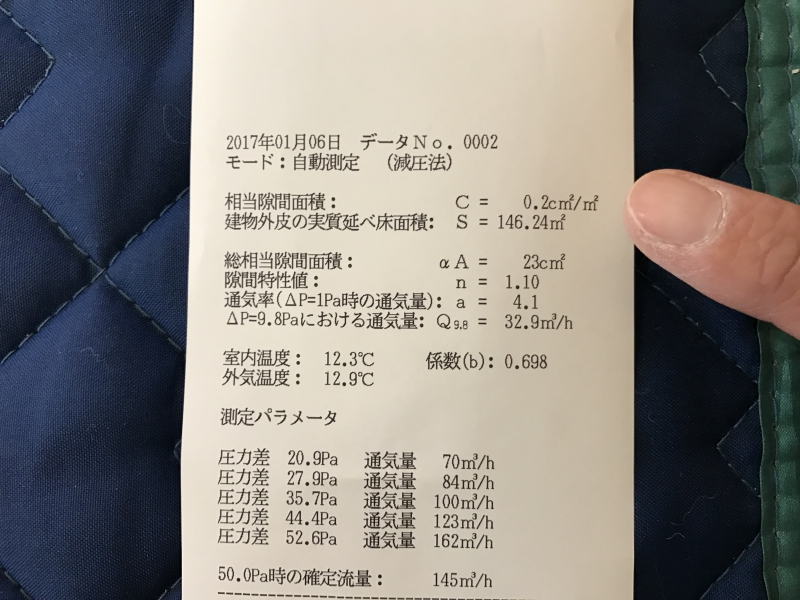 2017年01月06日 データNo. 0002
モード：自動測定 （減圧法）
相当隙間面積： C = 0.2c㎡/㎡
建物外皮の実質延べ床面積: S = 146.24㎡
総相当隙間面積： αA = 23c㎡
隙間特性値： n = 1.10
通気率(ΔP=1Pa時の通気量): a = 4.1
ΔP=9.8Paにおける通気量: Q9.8 = 32.9㎥/h
室内温度： 12.3℃ 係数(b): 0.698
外気温度： 12.9℃
測定パラメータ
圧力差 20.9Pa 通気量 70㎥/h
圧力差 27.9Pa 通気量 84㎥/h
圧力差 35.7Pa 通気量 100㎥/h
圧力差 44.4Pa 通気量 123㎥/h
圧力差 52.6Pa 通気量 162㎥/h
50.0Pa時の確定流量： 145㎥/h